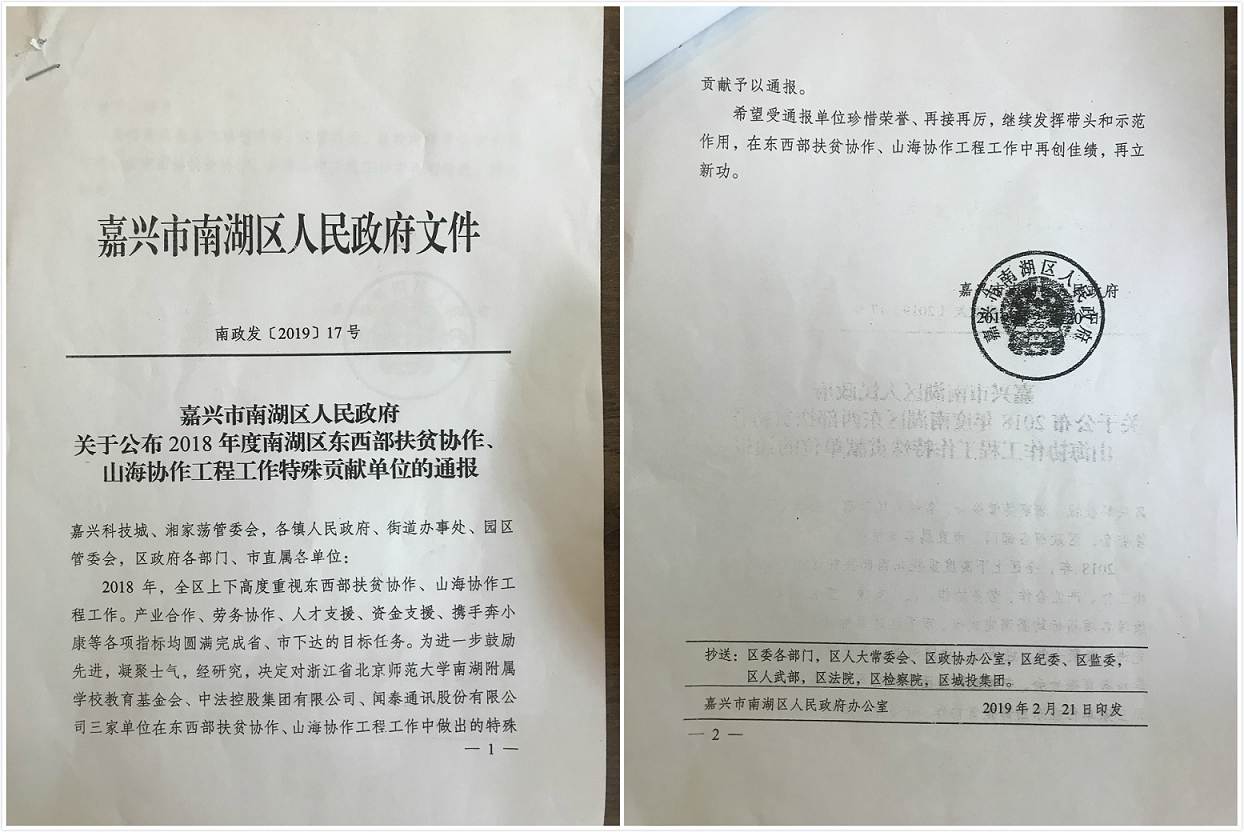 嘉兴市南湖区人民政府文件
南政发〔2019〕17号
嘉兴市南湖区人民政府
关于公布2018年度南湖区东西部扶贫协作、
山海协作工程工作特殊贡献单位的通报
嘉兴科技城、湘家荡管委会，各镇人民政府、街道办事处、园区
管委会，区政府各部门、市直属各单位：
2018年，全区上下高度重视东西部扶贫协作、山海协作工
程工作。产业合作、劳务协作、人才支援、资金支援、携手奔小
康等各项指标均圆满完成省、市下达的目标任务。为进一步鼓励
先进，凝聚士气，经研究，决定对浙江省北京师范大学南湖附属
学校教育基金会、中法控股集团有限公司、闻泰通讯股份有限公
司三家单位在东西部扶贫协作、山海协作工程工作中做出的特殊
— 1 —
贡献予以通报。
希望受通报单位珍惜荣誉、再接再厉，继续发挥带头和示范
作用，在东西部扶贫协作、山海协作工程工作中再创佳绩，再立
新功。
嘉兴市南湖区人民政府
抄送：区委各部门，区人大常委会、区政协办公室，区纪委、区监委，
区人武部，区法院，区检察院，区城投集团。
嘉兴市南湖区人民政府办公室 2019年2月21日印发
— 2 —